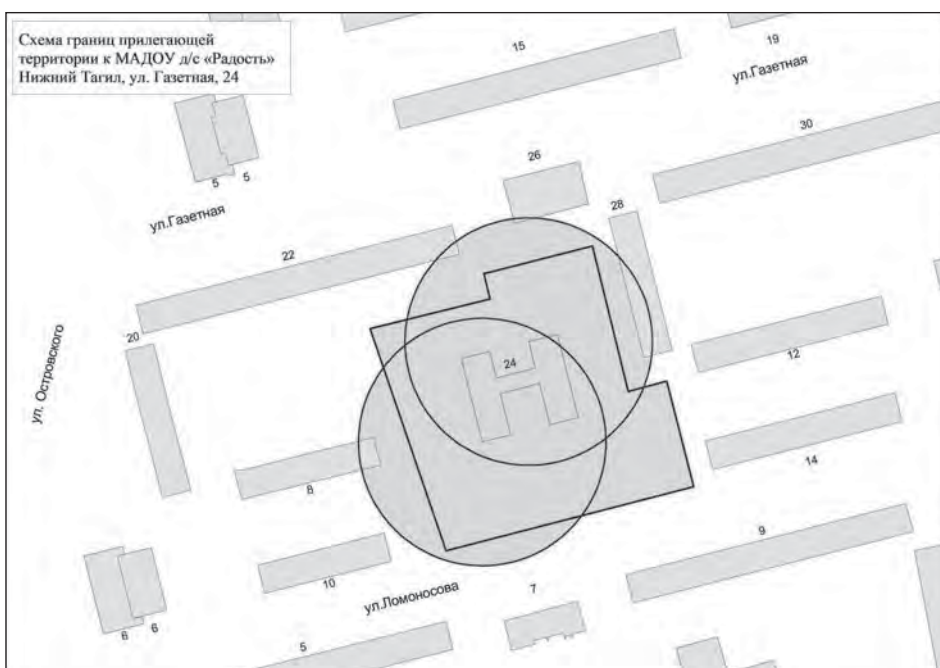 Схема границ прилегающей
территории к МАДОУ д/с «Радость»
Нижний Тагил, ул. Газетная, 24
15
19
ул.Газетная
30
26
5
5
28
ул.Газетная
22
20
ул. Островского
24
12
8
14
9
10
7
ул.Ломоносова
6
6
5